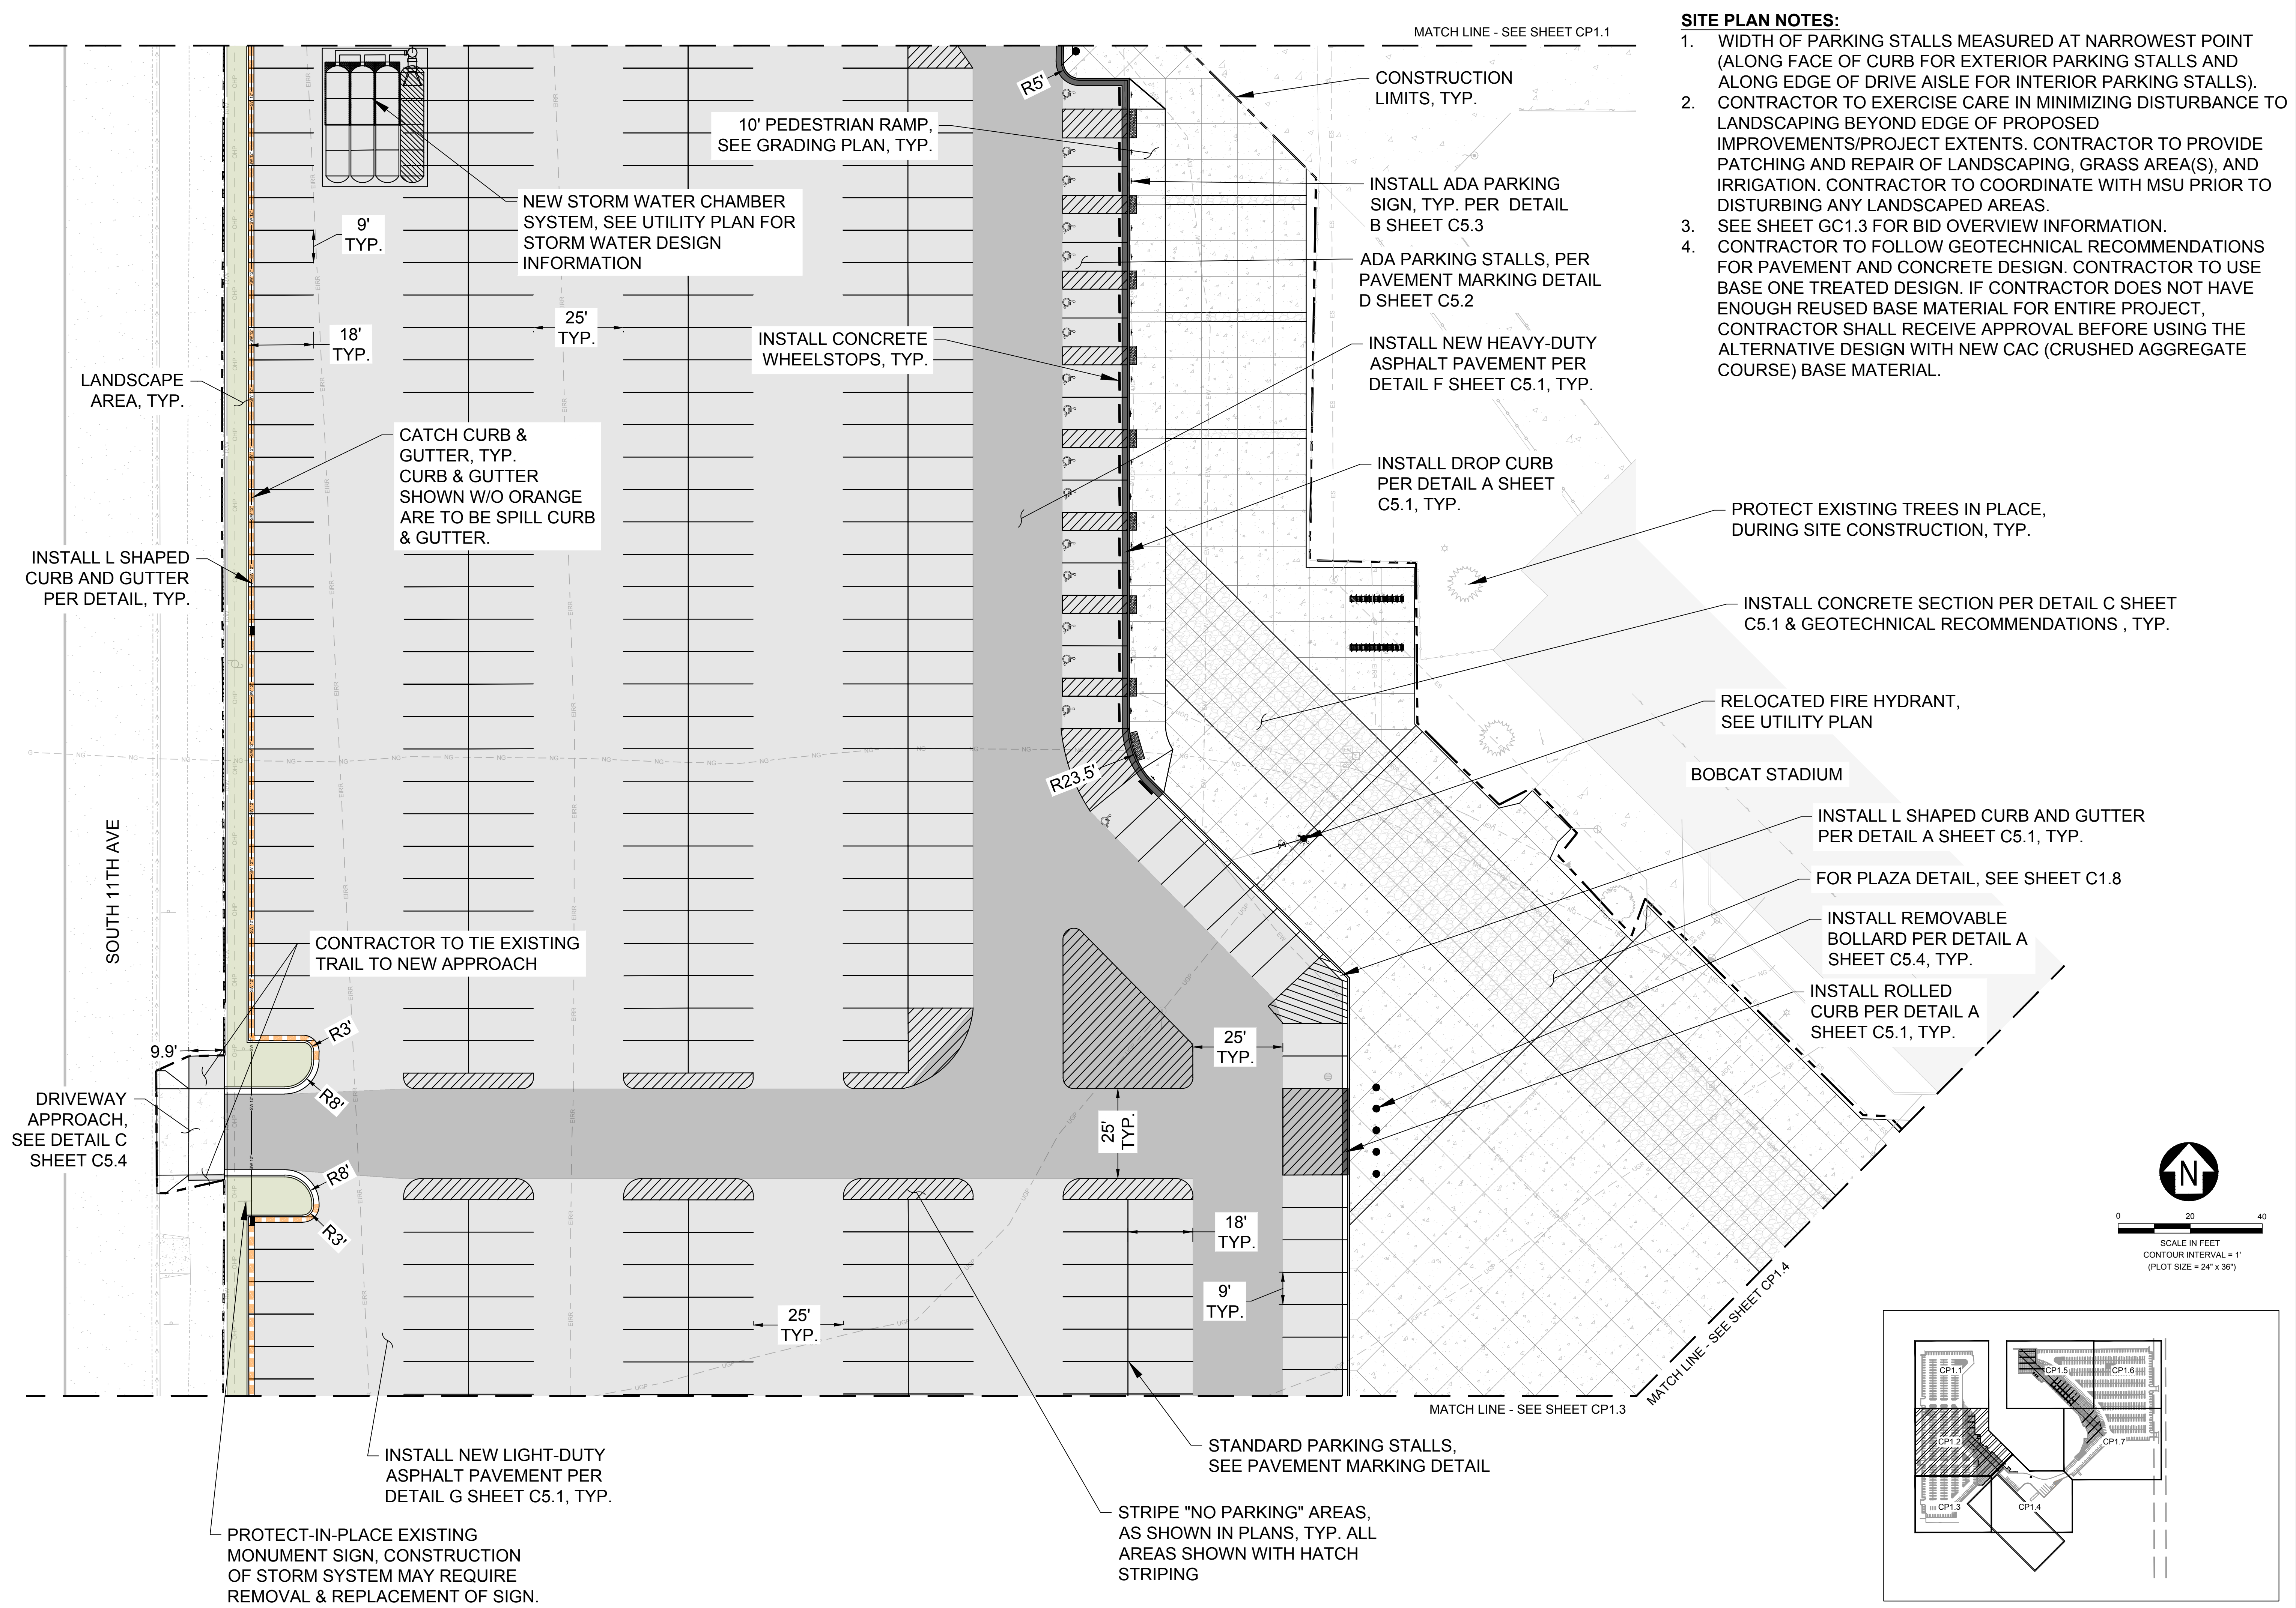 MATCH LINE - SEE SHEET CP1.1
SITE PLAN NOTES:
1. WIDTH OF PARKING STALLS MEASURED AT NARROWEST POINT
(ALONG FACE OF CURB FOR EXTERIOR PARKING STALLS AND
ALONG EDGE OF DRIVE AISLE FOR INTERIOR PARKING STALLS).
2. CONTRACTOR TO EXERCISE CARE IN MINIMIZING DISTURBANCE TO
LANDSCAPING BEYOND EDGE OF PROPOSED
IMPROVEMENTS/PROJECT EXTENTS. CONTRACTOR TO PROVIDE
PATCHING AND REPAIR OF LANDSCAPING, GRASS AREA(S), AND
IRRIGATION. CONTRACTOR TO COORDINATE WITH MSU PRIOR TO
DISTURBING ANY LANDSCAPED AREAS.
3. SEE SHEET GC1.3 FOR BID OVERVIEW INFORMATION.
4. CONTRACTOR TO FOLLOW GEOTECHNICAL RECOMMENDATIONS
FOR PAVEMENT AND CONCRETE DESIGN. CONTRACTOR TO USE
BASE ONE TREATED DESIGN. IF CONTRACTOR DOES NOT HAVE
ENOUGH REUSED BASE MATERIAL FOR ENTIRE PROJECT,
CONTRACTOR SHALL RECEIVE APPROVAL BEFORE USING THE
ALTERNATIVE DESIGN WITH NEW CAC (CRUSHED AGGREGATE
COURSE) BASE MATERIAL.
R5'
CONSTRUCTION
LIMITS, TYP.
10' PEDESTRIAN RAMP,
SEE GRADING PLAN, TYP.
INSTALL ADA PARKING
SIGN, TYP. PER DETAIL
B SHEET C5.3
NEW STORM WATER CHAMBER
SYSTEM, SEE UTILITY PLAN FOR
STORM WATER DESIGN
INFORMATION
9'
TYP.
ADA PARKING STALLS, PER
PAVEMENT MARKING DETAIL
D SHEET C5.2
18'
TYP.
25'
TYP.
INSTALL CONCRETE
WHEELSTOPS, TYP.
INSTALL NEW HEAVY-DUTY
ASPHALT PAVEMENT PER
DETAIL F SHEET C5.1, TYP.
LANDSCAPE
AREA, TYP.
CATCH CURB &
GUTTER, TYP.
CURB & GUTTER
SHOWN W/O ORANGE
ARE TO BE SPILL CURB
& GUTTER.
INSTALL DROP CURB
PER DETAIL A SHEET
C5.1, TYP.
PROTECT EXISTING TREES IN PLACE,
DURING SITE CONSTRUCTION, TYP.
INSTALL L SHAPED
CURB AND GUTTER
PER DETAIL, TYP.
INSTALL CONCRETE SECTION PER DETAIL C SHEET
C5.1 & GEOTECHNICAL RECOMMENDATIONS , TYP.
RELOCATED FIRE HYDRANT,
SEE UTILITY PLAN
R23.5'
BOBCAT STADIUM
INSTALL L SHAPED CURB AND GUTTER
PER DETAIL A SHEET C5.1, TYP.
FOR PLAZA DETAIL, SEE SHEET C1.8
SOUTH 11TH AVE
CONTRACTOR TO TIE EXISTING
TRAIL TO NEW APPROACH
INSTALL REMOVABLE
BOLLARD PER DETAIL A
SHEET C5.4, TYP.
INSTALL ROLLED
CURB PER DETAIL A
SHEET C5.1, TYP.
R3'
9.9'
25'
TYP.
R8'
DRIVEWAY
APPROACH,
SEE DETAIL C
SHEET C5.4
25'
TYP.
R8'
R3'
18'
TYP.
9'
TYP.
25'
TYP.
N
0 20 40
SCALE IN FEET
CONTOUR INTERVAL = 1'
(PLOT SIZE = 24" x 36")
MATCH LINE - SEE SHEET CP1.4
MATCH LINE - SEE SHEET CP1.3
CP1.1
CP1.5
CP1.6
CP1.2
CP1.7
CP1.3
CP1.4
INSTALL NEW LIGHT-DUTY
ASPHALT PAVEMENT PER
DETAIL G SHEET C5.1, TYP.
STANDARD PARKING STALLS,
SEE PAVEMENT MARKING DETAIL
STRIPE "NO PARKING" AREAS,
AS SHOWN IN PLANS, TYP. ALL
AREAS SHOWN WITH HATCH
STRIPING
PROTECT-IN-PLACE EXISTING
MONUMENT SIGN, CONSTRUCTION
OF STORM SYSTEM MAY REQUIRE
REMOVAL & REPLACEMENT OF SIGN.